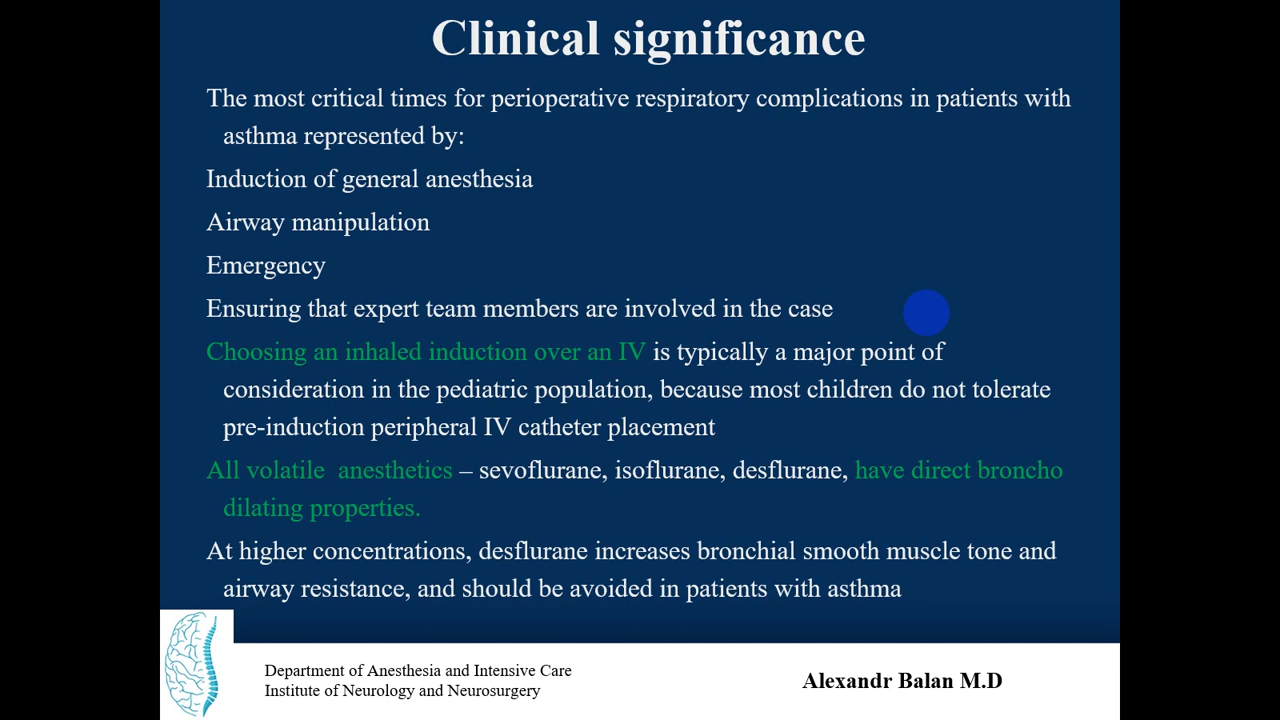 Clinical significance
The most critical times for perioperative respiratory complications in patients with
asthma represented by:
Induction of general anesthesia
Airway manipulation
Emergency
Ensuring that expert team members are involved in the case
Choosing an inhaled induction over an IV is typically a major point of
consideration in the pediatric population, because most children do not tolerate
pre-induction peripheral IV catheter placement
All volatile  anesthetics – sevoflurane, isoflurane, desflurane, have direct broncho
dilating properties.
At higher concentrations, desflurane increases bronchial smooth muscle tone and
airway resistance, and should be avoided in patients with asthma
Department of Anesthesia and Intensive Care
Institute of Neurology and Neurosurgery
Alexandr Balan M.D